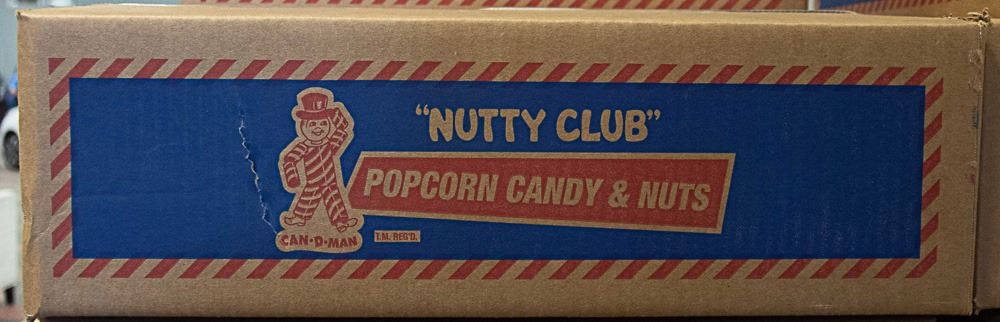 "NUTTY CLUB"
POPCORN CANDY & NUTS
CAN-D-MAN
T.M. REG'D.